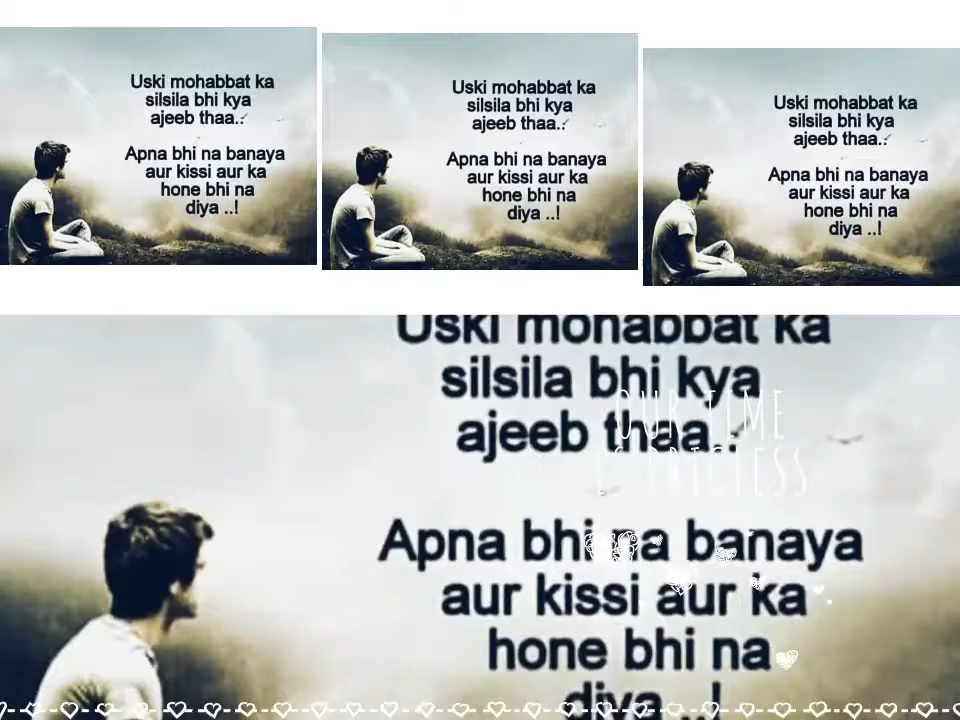 Uski mohabbat ka
silsila bhi kya
ajeeb thaa..
Apna bhi na banaya
aur kissi aur ka
hone bhi na
diya ..!
Uski mohabbat ka
silsila bhi kya
ajeeb thaa..
Apna bhi na banaya
aur kissi aur ka
hone bhi na
diya ..!
Uski mohabbat ka
silsila bhi kya
ajeeb thaa..
Apna bhi na banaya
aur kissi aur ka
hone bhi na
diya ..!
Uski mohabbat ka
silsila bhi kya
ajeeb thaa..
OUR TIME
IS PRICELESS
Apna bhi na banaya
aur kissi aur ka
hone bhi na
diya ..!